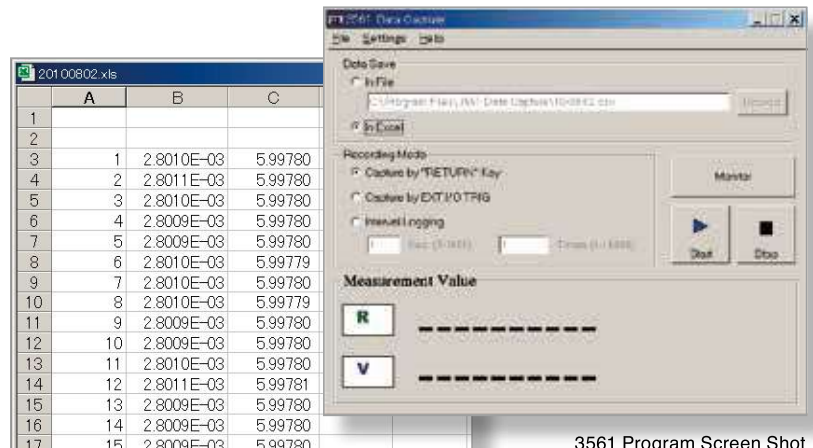 20100802.xls
A B C
1
2
3 1 2.8010E-03 5.99780
4 2 2.8011E-03 5.99780
5 3 2.8010E-03 5.99780
6 4 2.8009E-03 5.99780
7 5 2.8009E-03 5.99780
8 6 2.8010E-03 5.99779
9 7 2.8010E-03 5.99780
10 8 2.8010E-03 5.99779
11 9 2.8009E-03 5.99780
12 10 2.8009E-03 5.99780
13 11 2.8010E-03 5.99780
14 12 2.8011E-03 5.99781
15 13 2.8009E-03 5.99780
16 14 2.8009E-03 5.99780
17 15 2.8009E-03 5.99780
3561 Data Capture
File Settings Help
Data Save
In File
In Excel
Recording Mode
Capture by "RETURN" Key
Capture by EXT I/O TRIG
Interval Logging
Monitor
Start Stop
Measurement Value
R
V
3561 Program Screen Shot